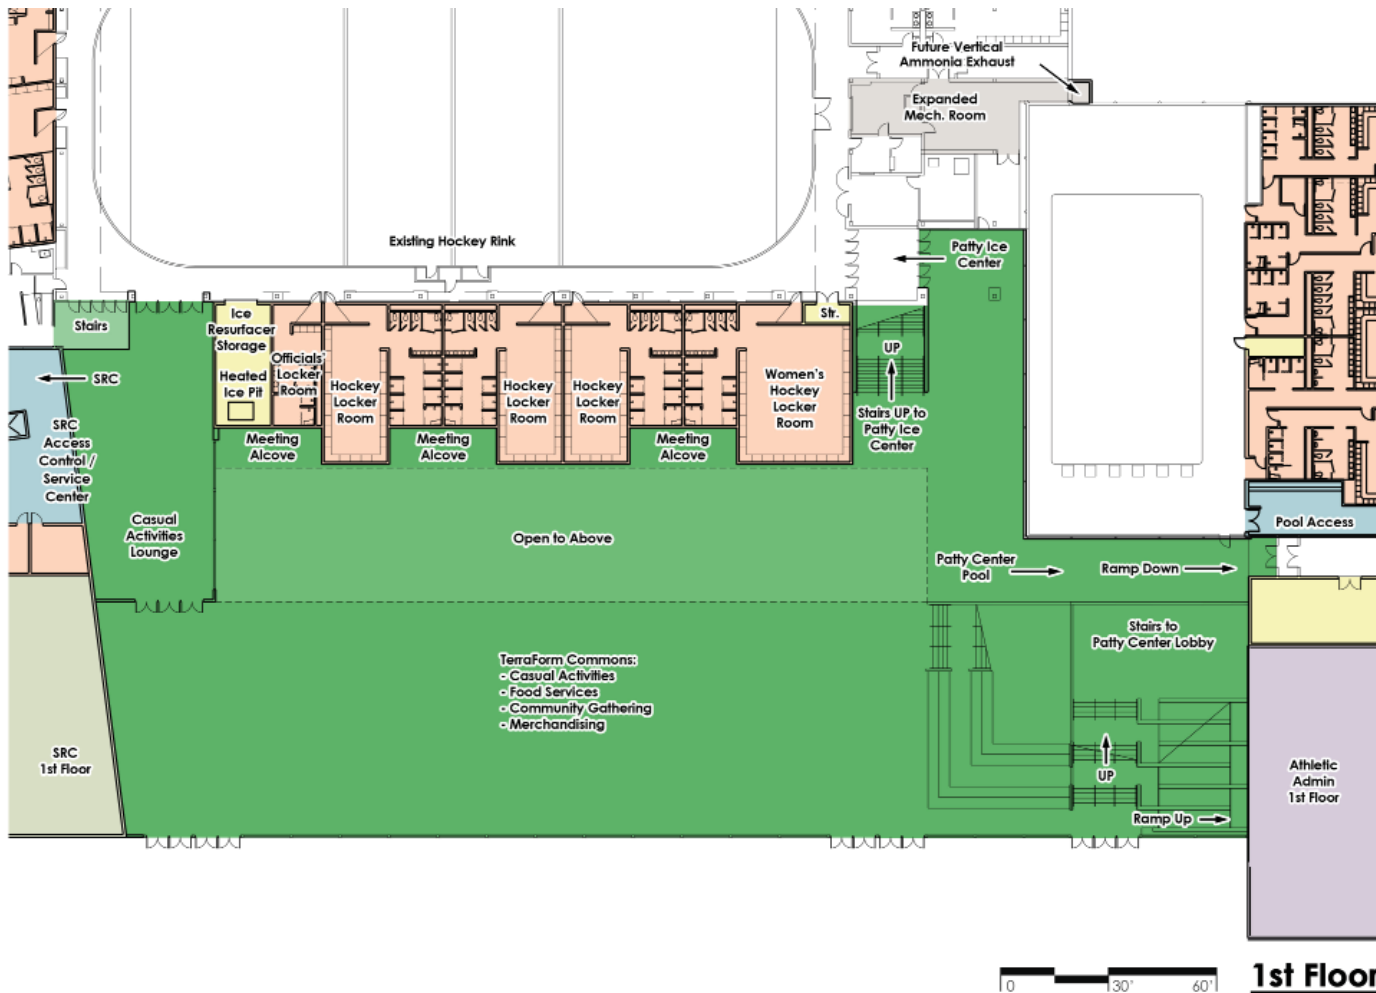 Future Vertical
Ammonia Exhaust
Expanded
Mech. Room
Existing Hockey Rink
Patty Ice
Center
Stairs
Ice
Resurfacer
Storage
Heated
Ice Pit
Officials'
Locker
Room
Hockey
Locker
Room
Hockey
Locker
Room
Hockey
Locker
Room
Women's
Hockey
Locker
Room
Str.
UP
Stairs UP to
Patty Ice
Center
SRC
SRC
Access
Control /
Service
Center
Meeting
Alcove
Meeting
Alcove
Meeting
Alcove
Casual
Activities
Lounge
Open to Above
Pool Access
Patty Center
Pool
Ramp Down
Stairs to
Patty Center Lobby
TerraForm Commons:
- Casual Activities
- Food Services
- Community Gathering
- Merchandising
SRC
1st Floor
UP
Ramp Up
Athletic
Admin
1st Floor
0 30' 60'
1st Floor